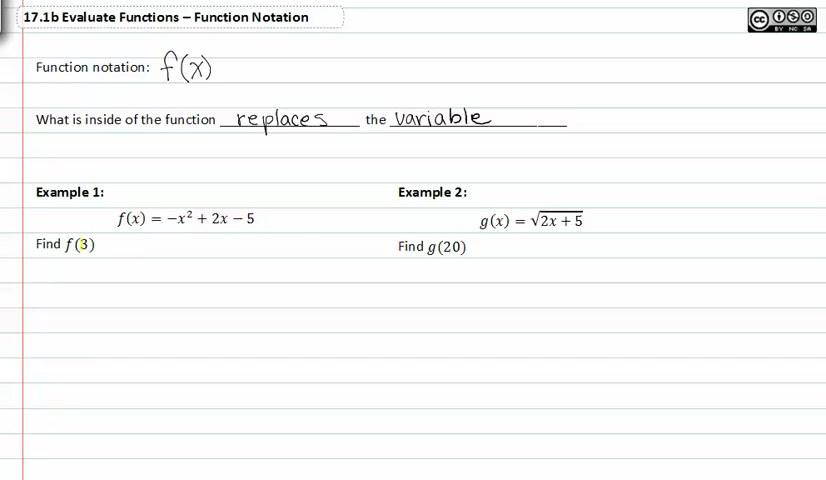 17.1b Evaluate Functions – Function Notation
cc BY NC SA
Function notation: f(x)
What is inside of the function replaces the variable
Example 1: Example 2:
f(x) = −x² + 2x − 5 g(x) = √(2x + 5)
Find f(3) Find g(20)